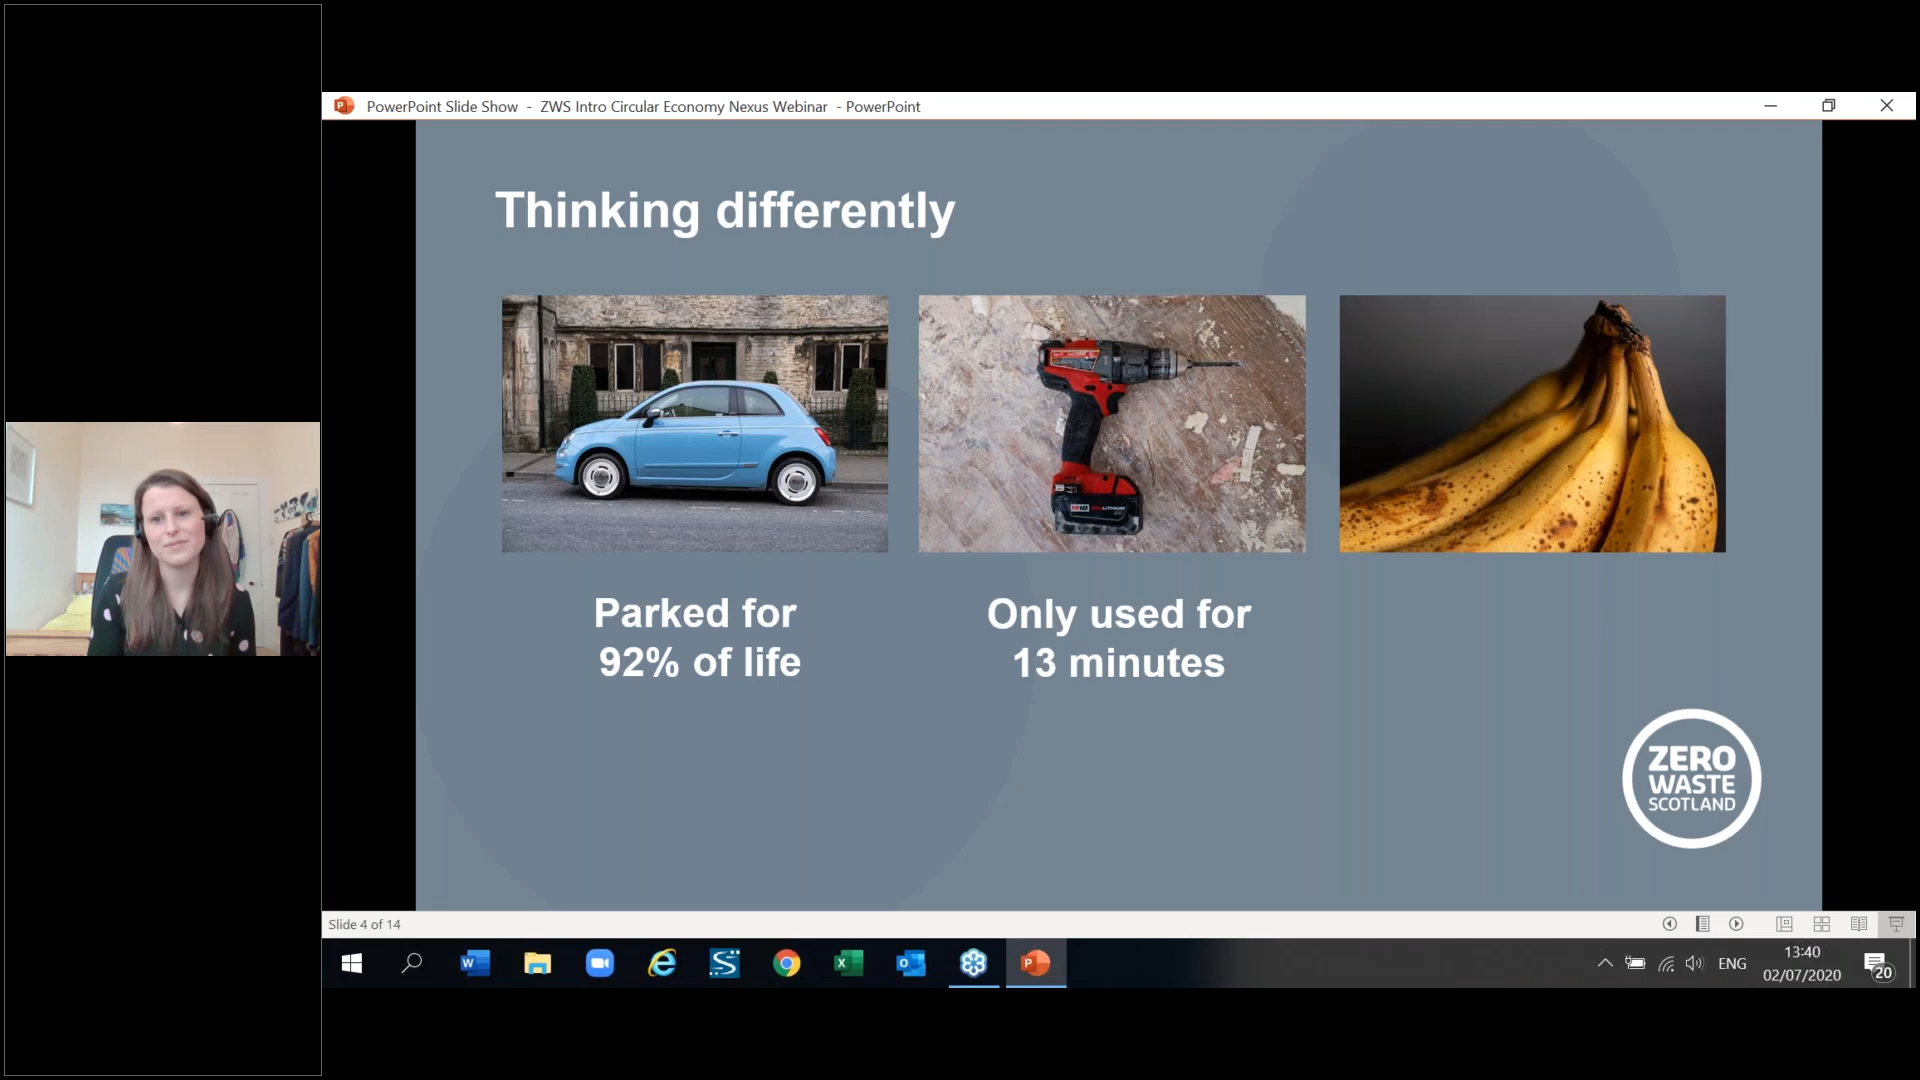 PowerPoint Slide Show - ZWS Intro Circular Economy Nexus Webinar - PowerPoint
Thinking differently
M18
Parked for
92% of life
Only used for
13 minutes
ZERO
WASTE
SCOTLAND
Slide 4 of 14
ENG
13:40
02/07/2020
20